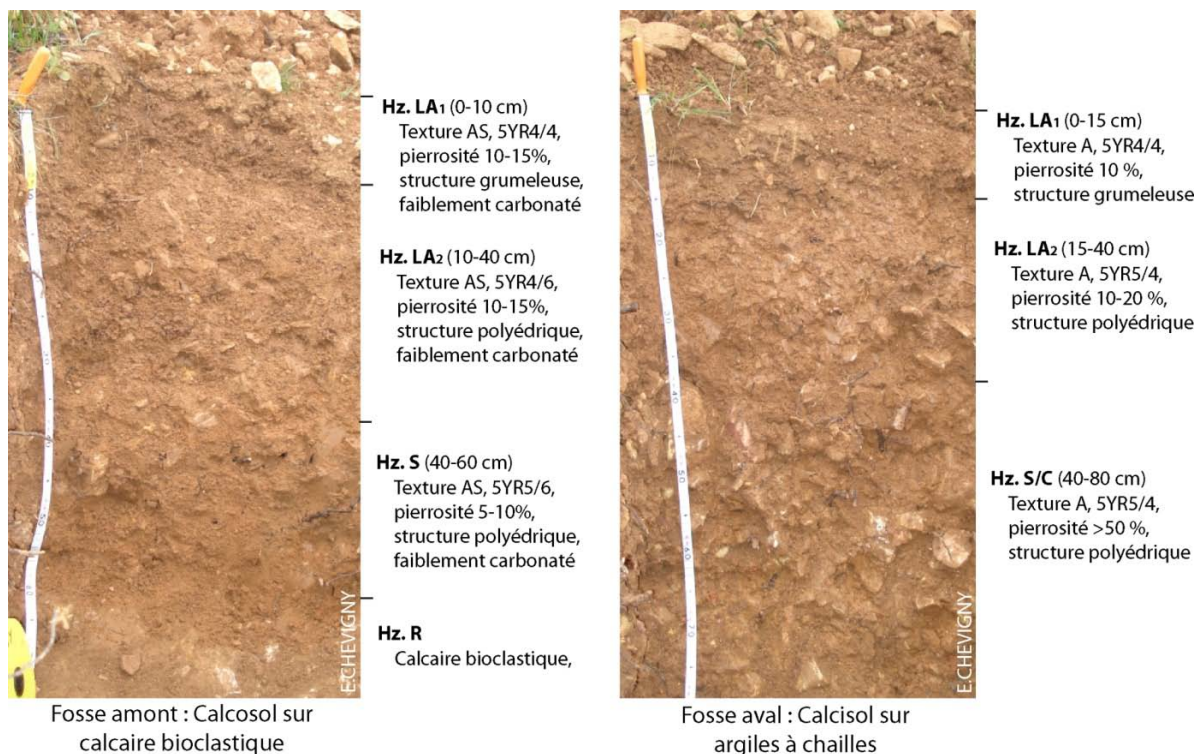 Hz. LA1 (0-10 cm)
Texture AS, 5YR4/4,
pierrosité 10-15%,
structure grumeleuse,
faiblement carbonaté
Hz. LA2 (10-40 cm)
Texture AS, 5YR4/6,
pierrosité 10-15%,
structure polyédrique,
faiblement carbonaté
Hz. S (40-60 cm)
Texture AS, 5YR5/6,
pierrosité 5-10%,
structure polyédrique,
faiblement carbonaté
Hz. R
Calcaire bioclastique,
E.CHEVIGNY
Fosse amont : Calcosol sur
calcaire bioclastique
Hz. LA1 (0-15 cm)
Texture A, 5YR4/4,
pierrosité 10 %,
structure grumeleuse
Hz. LA2 (15-40 cm)
Texture A, 5YR5/4,
pierrosité 10-20 %,
structure polyédrique
Hz. S/C (40-80 cm)
Texture A, 5YR5/4,
pierrosité >50 %,
structure polyédrique
E.CHEVIGNY
Fosse aval : Calcisol sur
argiles à chailles